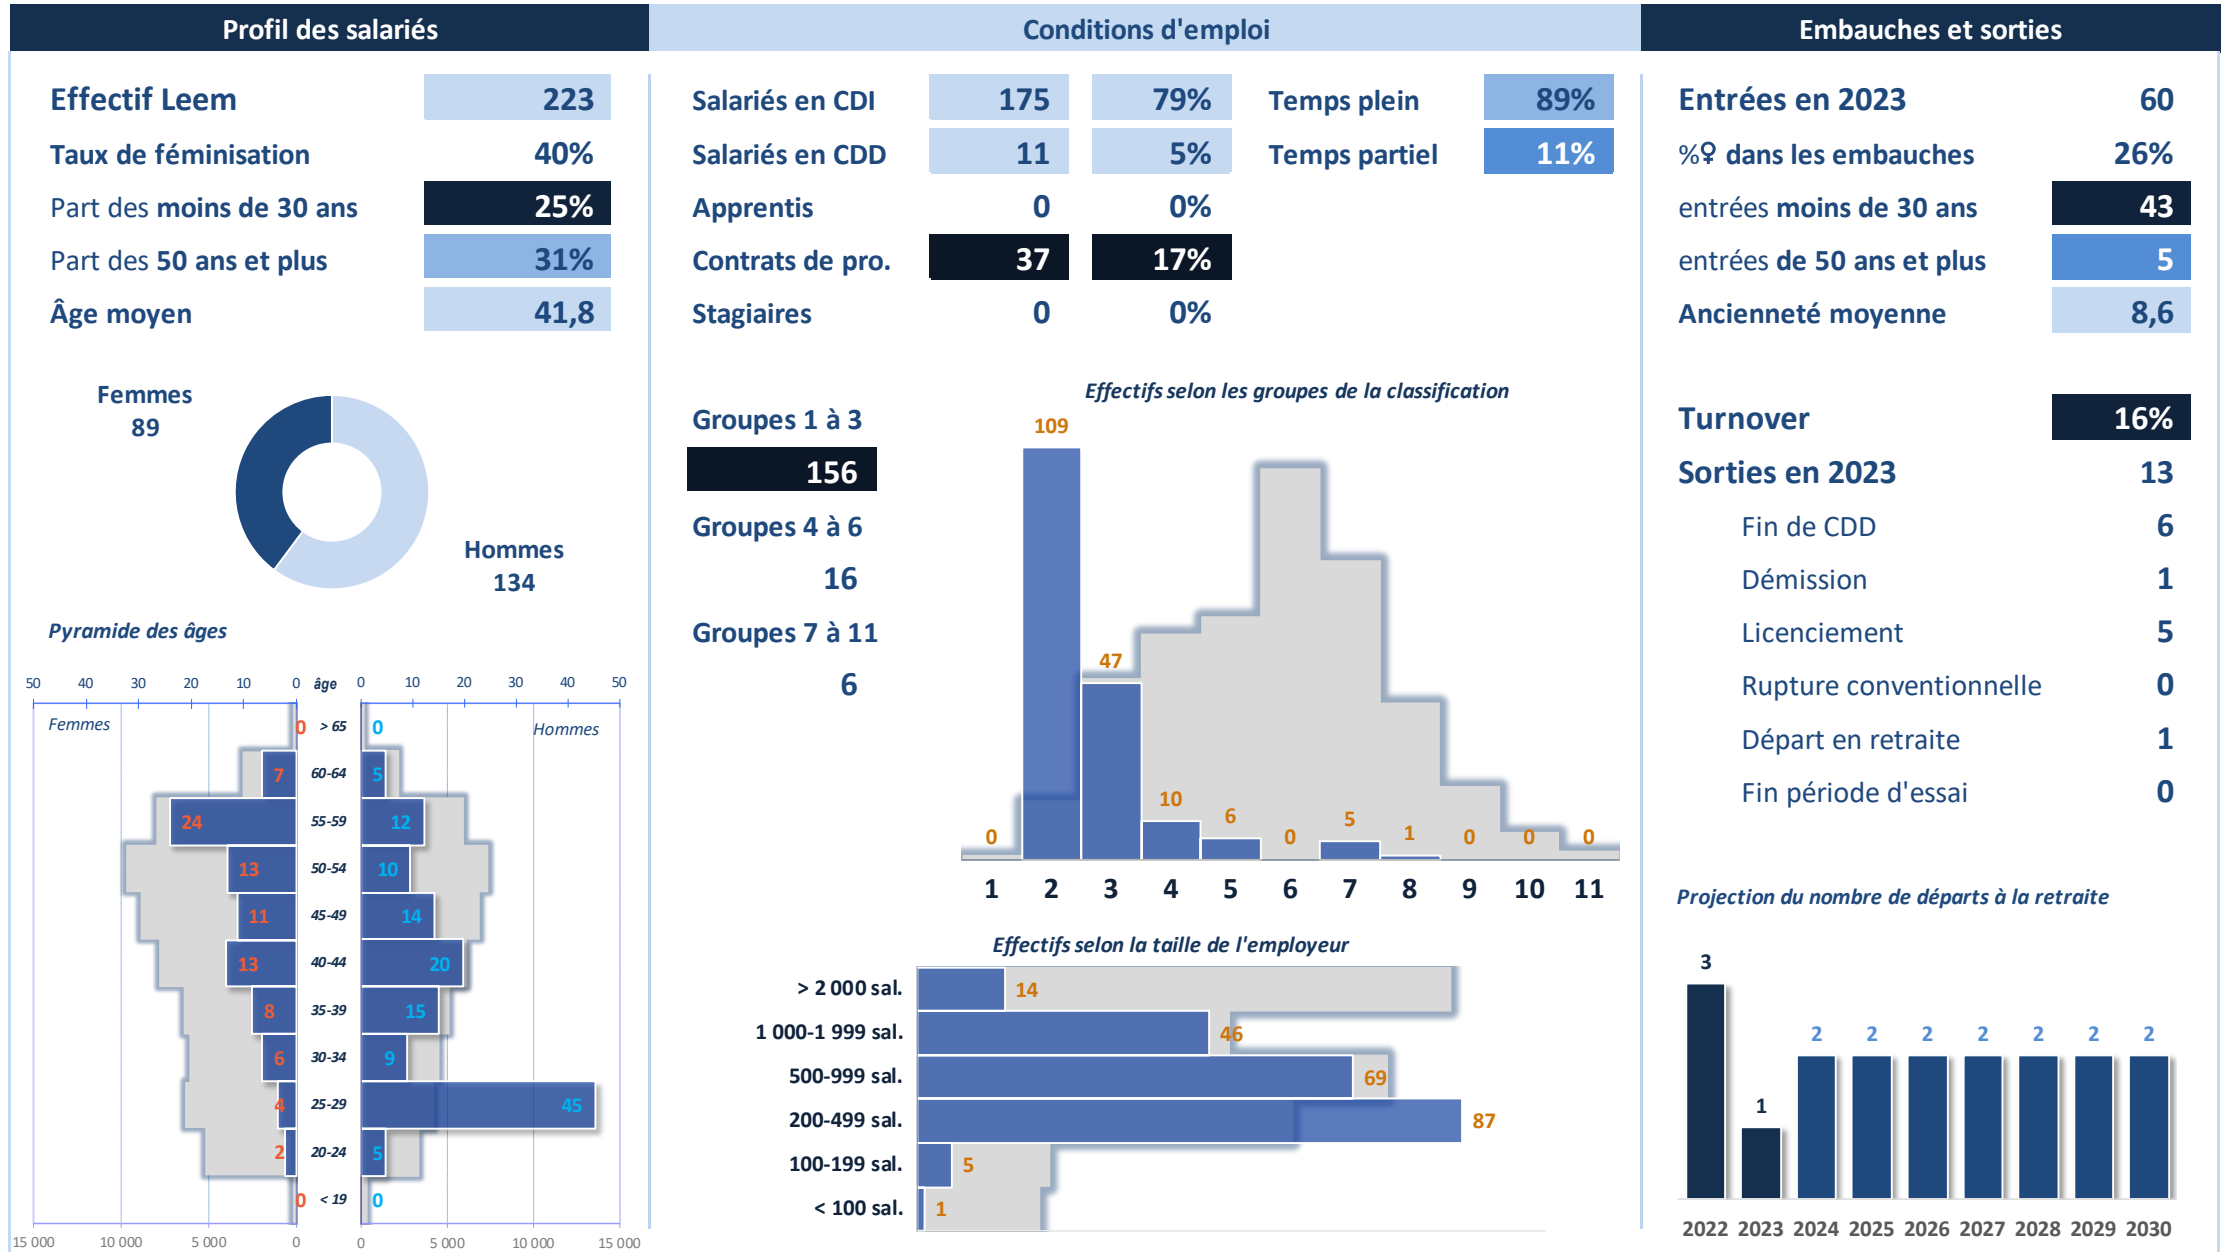 Profil des salariés
Effectif Leem 223
Taux de féminisation 40%
Part des moins de 30 ans 25%
Part des 50 ans et plus 31%
Âge moyen 41,8
Femmes
89
Hommes
134
Pyramide des âges
50 40 30 20 10 0 âge 0 10 20 30 40 50
Femmes Hommes
0 > 65 0
7 60-64 5
24 55-59 12
13 50-54 10
11 45-49 14
13 40-44 20
8 35-39 15
6 30-34 9
4 25-29 45
2 20-24 5
0 < 19 0
15 000 10 000 5 000 0 0 5 000 10 000 15 000
Conditions d'emploi
Salariés en CDI 175 79% Temps plein 89%
Salariés en CDD 11 5% Temps partiel 11%
Apprentis 0 0%
Contrats de pro. 37 17%
Stagiaires 0 0%
Groupes 1 à 3
156
Groupes 4 à 6
16
Groupes 7 à 11
6
Effectifs selon les groupes de la classification
0 109 47 10 6 0 5 1 0 0 0
1 2 3 4 5 6 7 8 9 10 11
Effectifs selon la taille de l'employeur
> 2 000 sal. 14
1 000-1 999 sal. 46
500-999 sal. 69
200-499 sal. 87
100-199 sal. 5
< 100 sal. 1
Embauches et sorties
Entrées en 2023 60
%♀ dans les embauches 26%
entrées moins de 30 ans 43
entrées de 50 ans et plus 5
Ancienneté moyenne 8,6
Turnover 16%
Sorties en 2023 13
Fin de CDD 6
Démission 1
Licenciement 5
Rupture conventionnelle 0
Départ en retraite 1
Fin période d'essai 0
Projection du nombre de départs à la retraite
3 1 2 2 2 2 2 2 2
2022 2023 2024 2025 2026 2027 2028 2029 2030